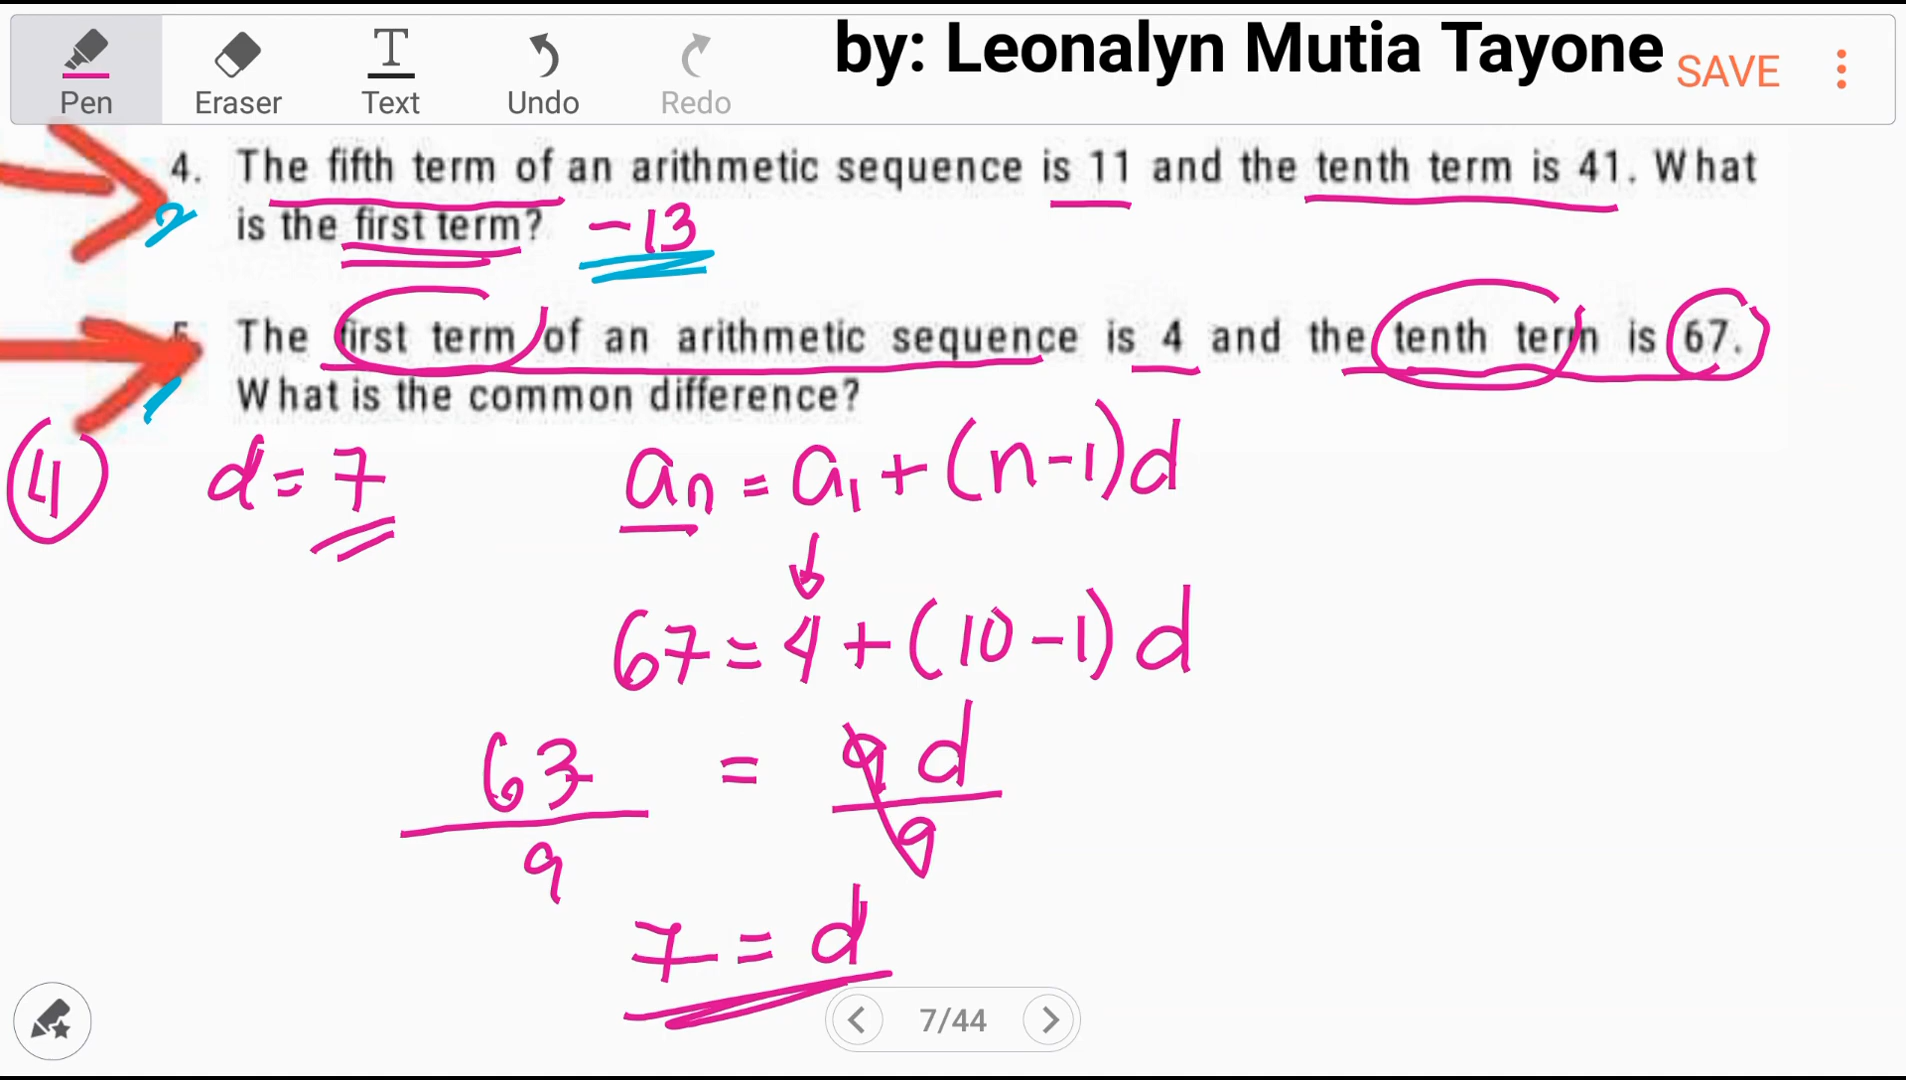 by: Leonalyn Mutia Tayone
Pen Eraser Text Undo Redo SAVE
4. The fifth term of an arithmetic sequence is 11 and the tenth term is 41. What
is the first term? -13
2
5. The first term of an arithmetic sequence is 4 and the tenth term is 67.
What is the common difference?
4 d = 7 an = a1 + (n-1)d
67 = 4 + (10-1)d
63 = 9d
9 9
7 = d
7/44